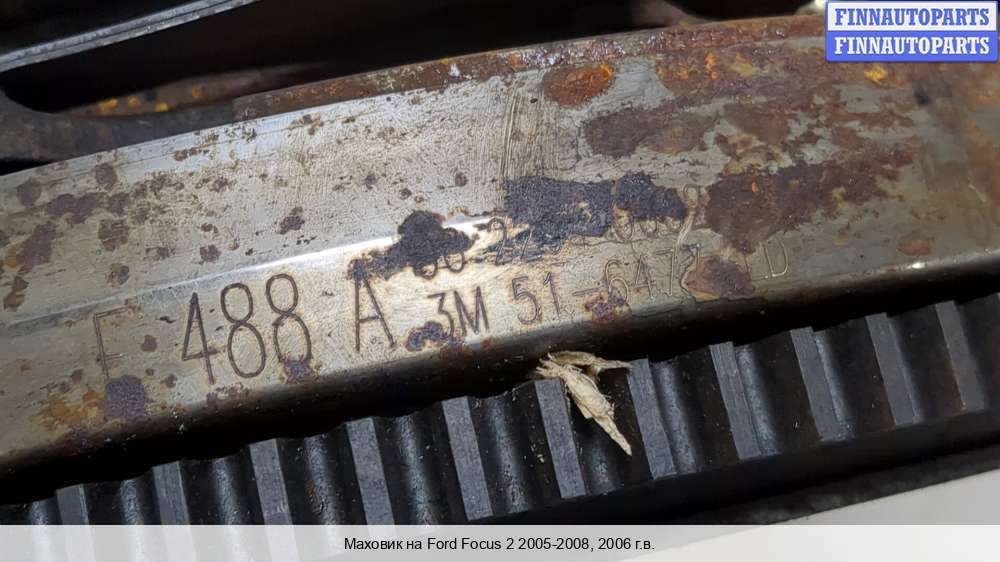 FINNAUTOPARTS
FINNAUTOPARTS
F 488 A
3M 51-6477
Маховик на Ford Focus 2 2005-2008, 2006 г.в.